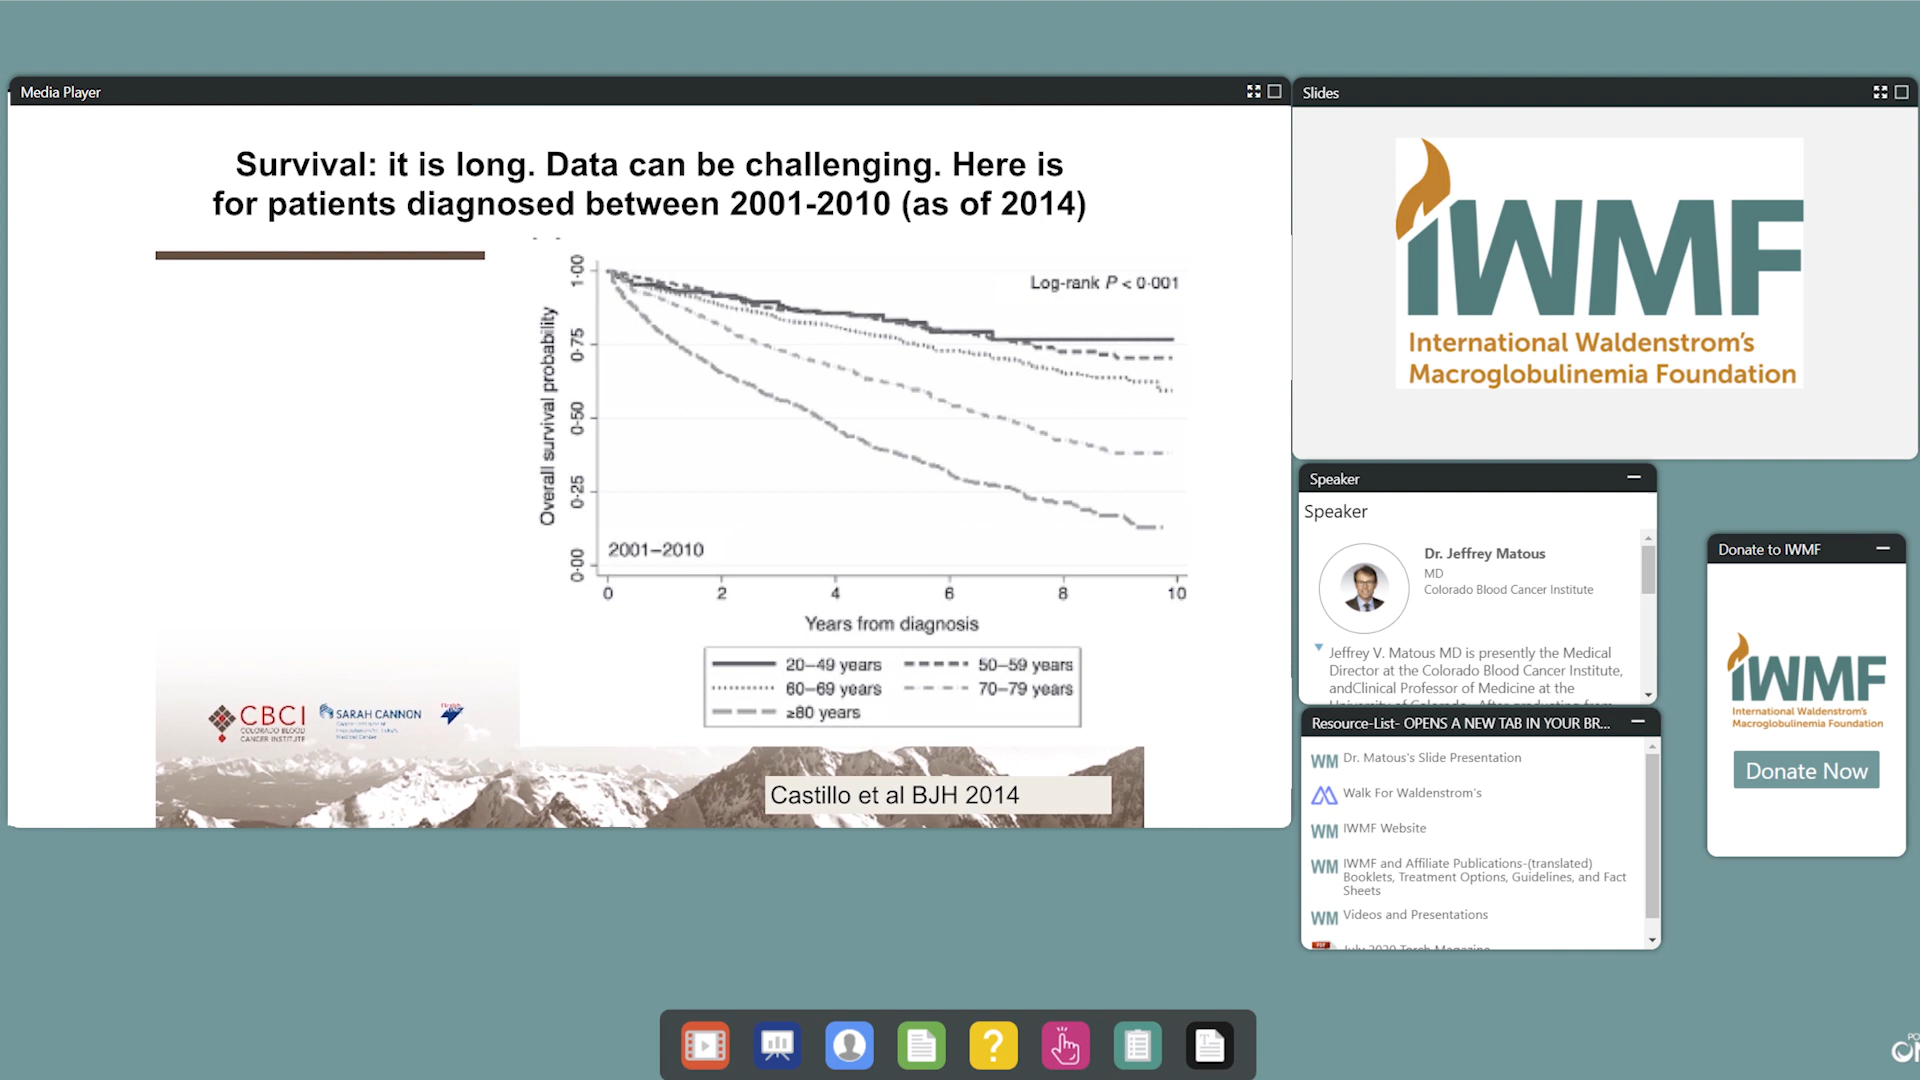 Media Player
Survival: it is long. Data can be challenging. Here is
for patients diagnosed between 2001-2010 (as of 2014)
Overall survival probability
1·00
0·75
0·50
0·25
0·00
Log-rank P < 0·001
2001–2010
0 2 4 6 8 10
Years from diagnosis
20–49 years 50–59 years
60–69 years 70–79 years
≥80 years
CBCI
COLORADO BLOOD
CANCER INSTITUTE
SARAH CANNON
Castillo et al BJH 2014
Slides
IWMF
International Waldenstrom's
Macroglobulinemia Foundation
Speaker
Speaker
Dr. Jeffrey Matous
MD
Colorado Blood Cancer Institute
Jeffrey V. Matous MD is presently the Medical
Director at the Colorado Blood Cancer Institute,
andClinical Professor of Medicine at the
Resource-List- OPENS A NEW TAB IN YOUR BR...
WM Dr. Matous's Slide Presentation
Walk For Waldenstrom's
WM IWMF Website
WM IWMF and Affiliate Publications-(translated)
Booklets, Treatment Options, Guidelines, and Fact
Sheets
WM Videos and Presentations
July 2020 Torch Magazine
Donate to IWMF
IWMF
International Waldenstrom's
Macroglobulinemia Foundation
Donate Now
?